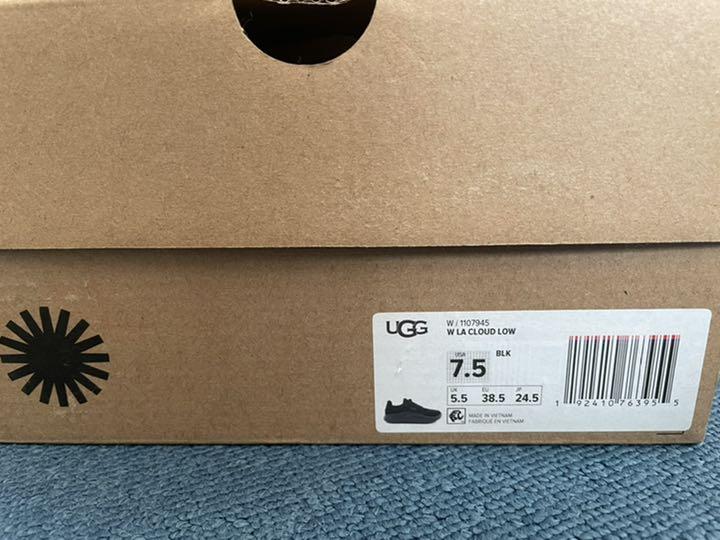 UGG
W / 1107945
W LA CLOUD LOW
USA
7.5
BLK
UK EU JP
5.5 38.5 24.5
MADE IN VIETNAM
FABRIQUÉ EN VIETNAM
1 92410 76395 5